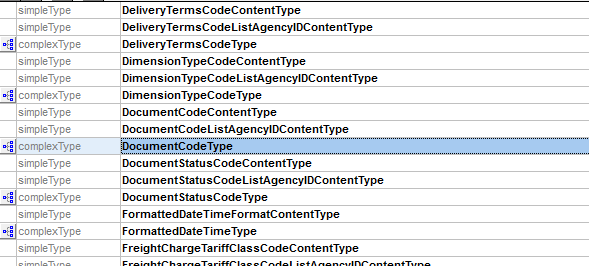 simpleType DeliveryTermsCodeContentType
simpleType DeliveryTermsCodeListAgencyIDContentType
complexType DeliveryTermsCodeType
simpleType DimensionTypeCodeContentType
simpleType DimensionTypeCodeListAgencyIDContentType
complexType DimensionTypeCodeType
simpleType DocumentCodeContentType
simpleType DocumentCodeListAgencyIDContentType
complexType DocumentCodeType
simpleType DocumentStatusCodeContentType
simpleType DocumentStatusCodeListAgencyIDContentType
complexType DocumentStatusCodeType
simpleType FormattedDateTimeFormatContentType
complexType FormattedDateTimeType
simpleType FreightChargeTariffClassCodeContentType
simpleType FreightChargeTariffClassCodeListAgencyIDContentType